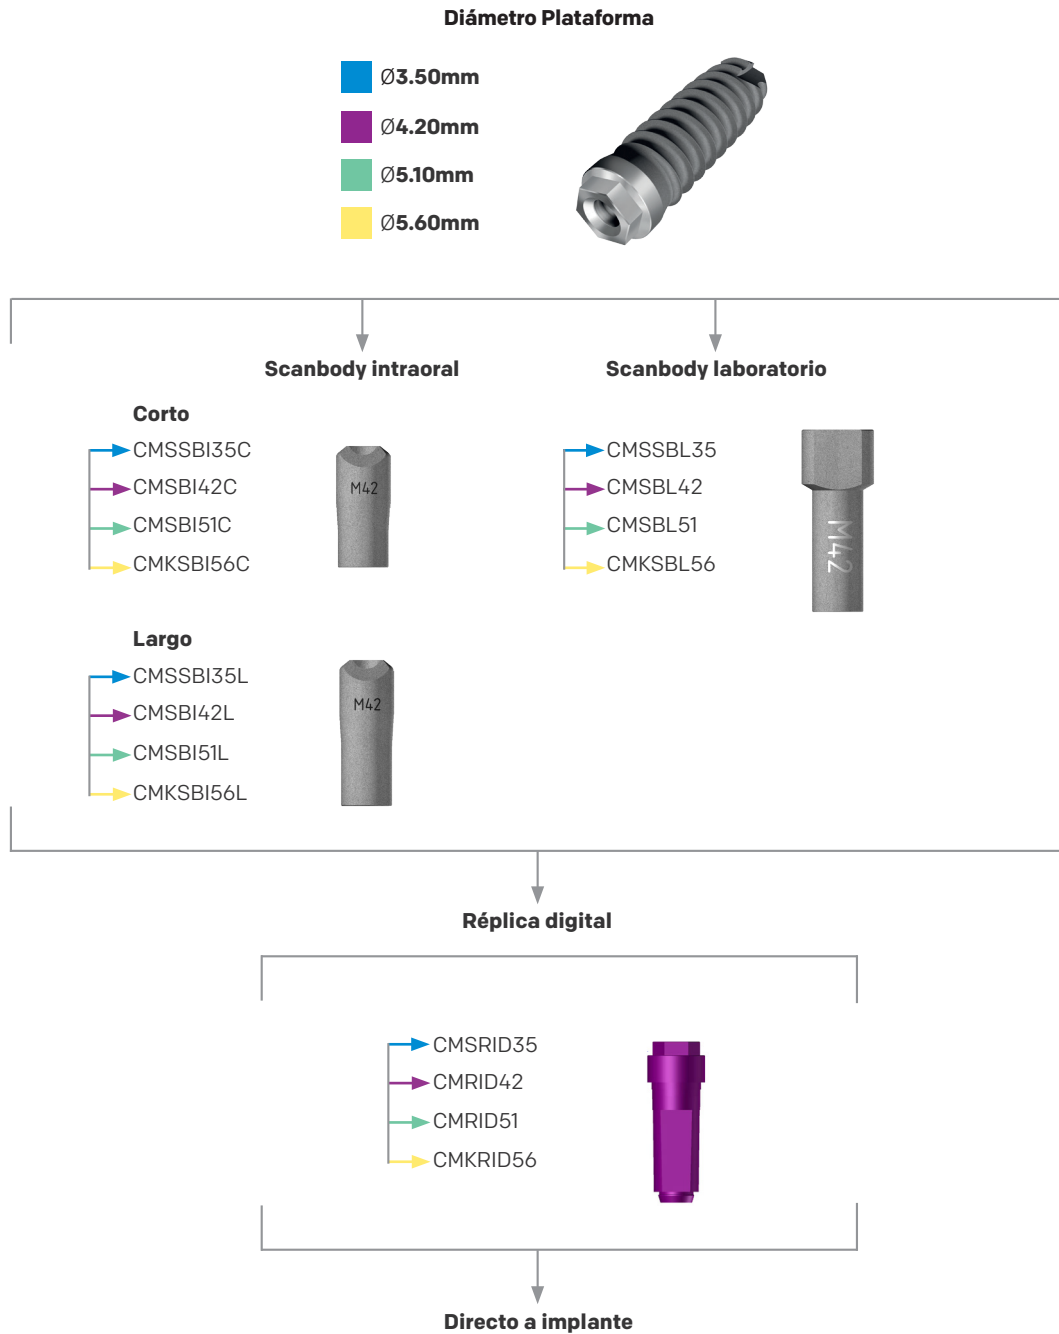 Diámetro Plataforma
Ø3.50mm
Ø4.20mm
Ø5.10mm
Ø5.60mm
Scanbody intraoral
Corto
CMSSBI35C
CMSBI42C
CMSBI51C
CMKSBI56C
M42
Largo
CMSSBI35L
CMSBI42L
CMSBI51L
CMKSBI56L
M42
Scanbody laboratorio
CMSSBL35
CMSBL42
CMSBL51
CMKSBL56
M42
Réplica digital
CMSRID35
CMRID42
CMRID51
CMKRID56
Directo a implante